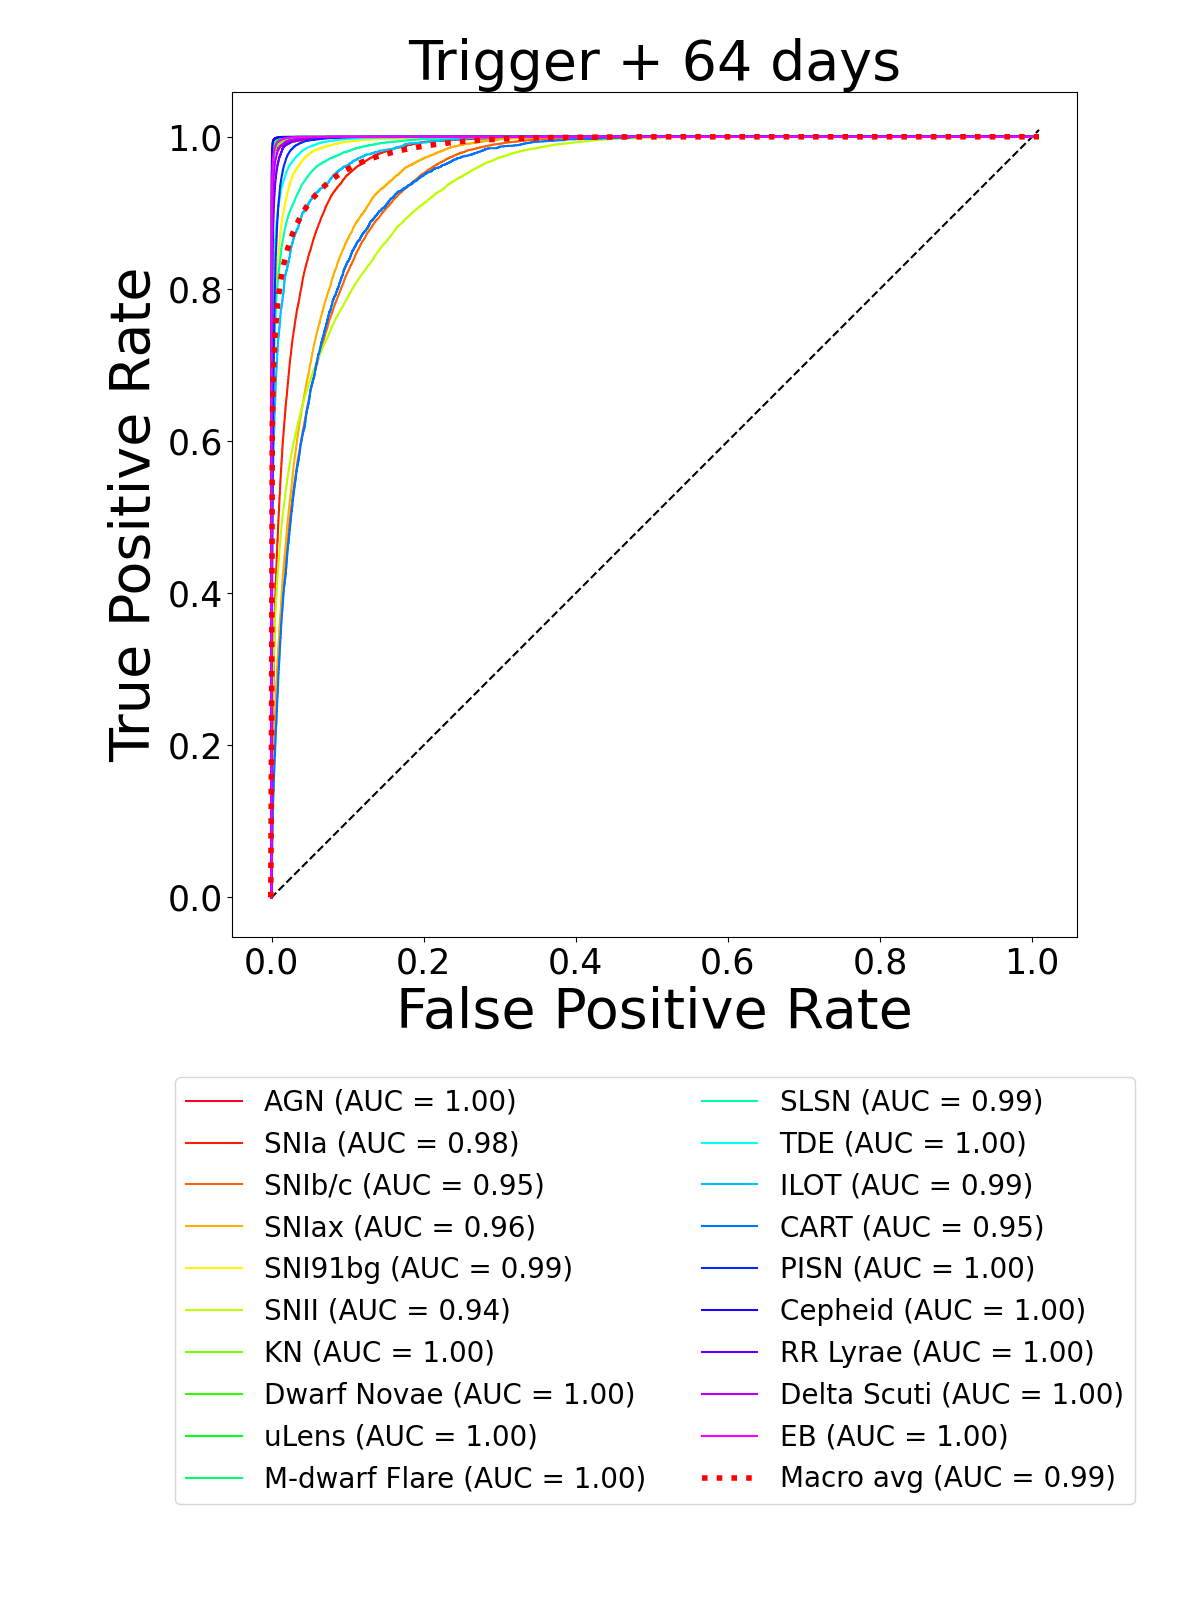 Trigger + 64 days
True Positive Rate
1.0
0.8
0.6
0.4
0.2
0.0
0.0 0.2 0.4 0.6 0.8 1.0
False Positive Rate
AGN (AUC = 1.00)
SNIa (AUC = 0.98)
SNIb/c (AUC = 0.95)
SNIax (AUC = 0.96)
SNI91bg (AUC = 0.99)
SNII (AUC = 0.94)
KN (AUC = 1.00)
Dwarf Novae (AUC = 1.00)
uLens (AUC = 1.00)
M-dwarf Flare (AUC = 1.00)
SLSN (AUC = 0.99)
TDE (AUC = 1.00)
ILOT (AUC = 0.99)
CART (AUC = 0.95)
PISN (AUC = 1.00)
Cepheid (AUC = 1.00)
RR Lyrae (AUC = 1.00)
Delta Scuti (AUC = 1.00)
EB (AUC = 1.00)
Macro avg (AUC = 0.99)